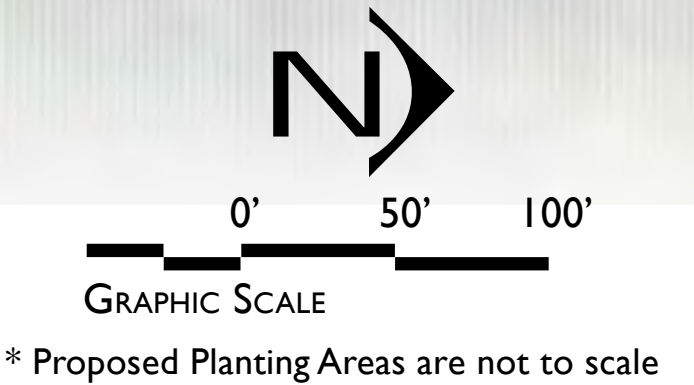 N
0’ 50’ 100’
GRAPHIC SCALE
* Proposed Planting Areas are not to scale